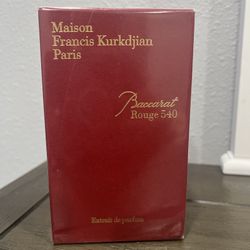 Maison
Francis Kurkdjian
Paris
Baccarat
Rouge 540
Extrait de parfum